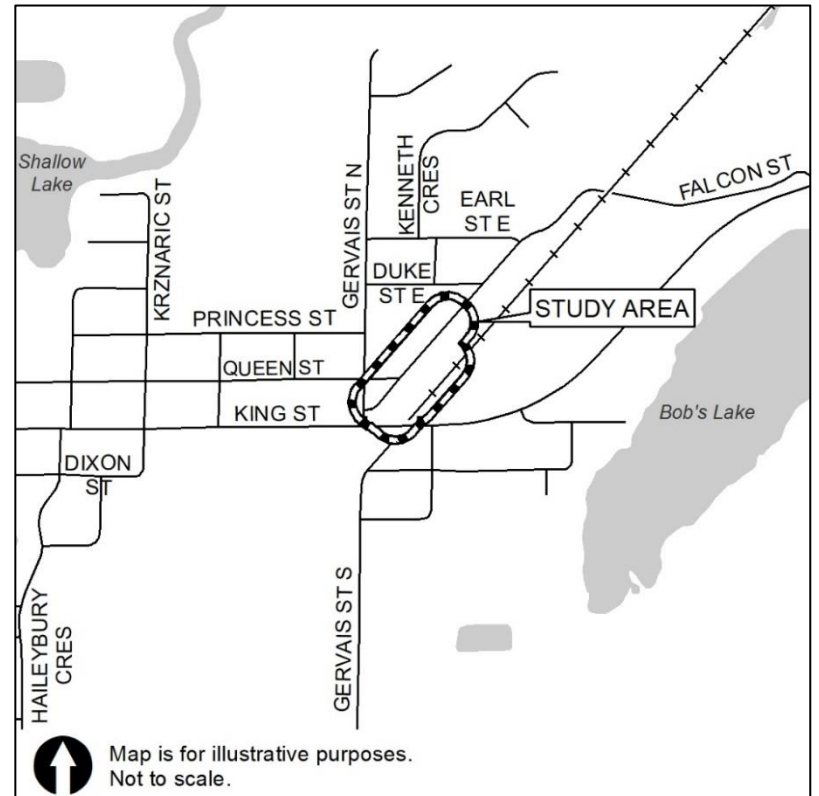 Shallow
Lake
KRZNARIC ST
GERVAIS ST N
KENNETH
CRES
EARL
ST E
FALCON ST
DUKE
ST E
STUDY AREA
PRINCESS ST
QUEEN ST
KING ST
Bob's Lake
DIXON
ST
HAILEYBURY
CRES
GERVAIS ST S
Map is for illustrative purposes.
Not to scale.